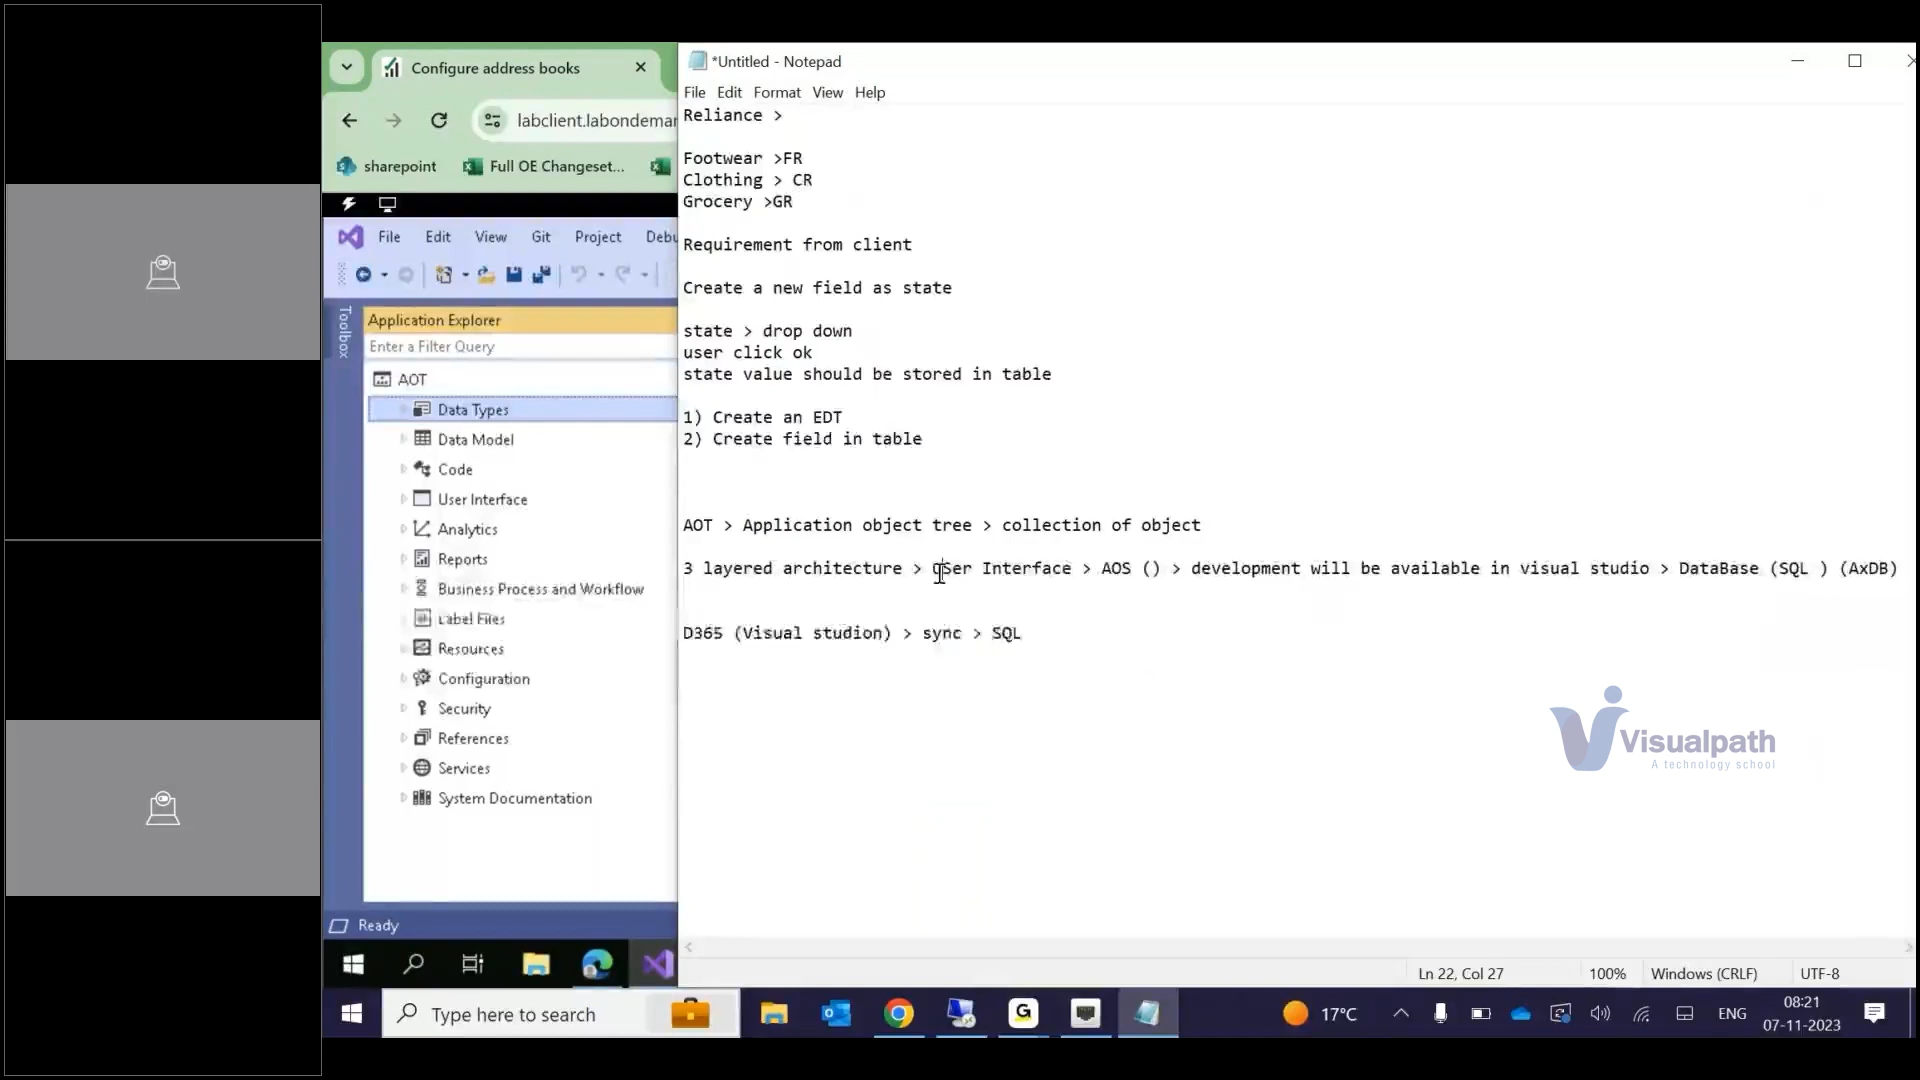 Configure address books
labclient.labondemar
sharepoint
Full OE Changeset...
File Edit View Git Project Debu
Toolbox
Application Explorer
Enter a Filter Query
AOT
Data Types
Data Model
Code
User Interface
Analytics
Reports
Business Process and Workflow
Label Files
Resources
Configuration
Security
References
Services
System Documentation
Ready
*Untitled - Notepad
File Edit Format View Help
Reliance >
Footwear >FR
Clothing > CR
Grocery >GR
Requirement from client
Create a new field as state
state > drop down
user click ok
state value should be stored in table
1) Create an EDT
2) Create field in table
AOT > Application object tree > collection of object
3 layered architecture > USer Interface > AOS () > development will be available in visual studio > DataBase (SQL ) (AxDB)
D365 (Visual studion) > sync > SQL
Visualpath
A technology school
Ln 22, Col 27 100% Windows (CRLF) UTF-8
Type here to search
G
17°C
ENG
08:21
07-11-2023